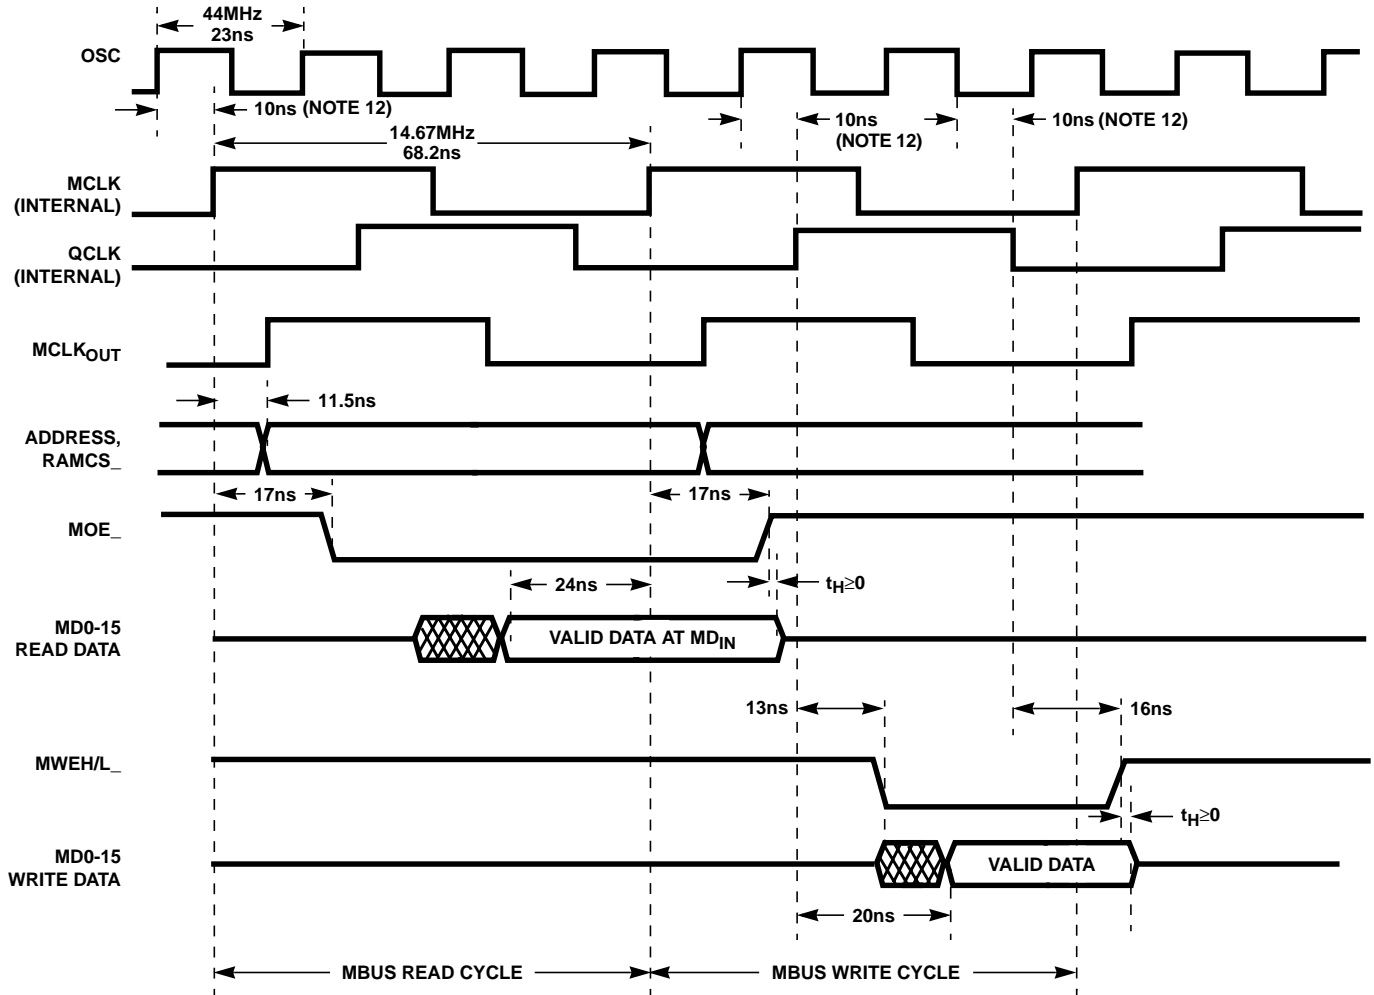 44MHz
23ns
OSC
10ns (NOTE 12)
10ns
(NOTE 12)
10ns (NOTE 12)
14.67MHz
68.2ns
MCLK
(INTERNAL)
QCLK
(INTERNAL)
MCLKOUT
11.5ns
ADDRESS,
RAMCS_
17ns
17ns
MOE_
24ns
tH≥0
MD0-15
READ DATA
VALID DATA AT MDIN
13ns
16ns
MWEH/L_
tH≥0
MD0-15
WRITE DATA
VALID DATA
20ns
MBUS READ CYCLE
MBUS WRITE CYCLE